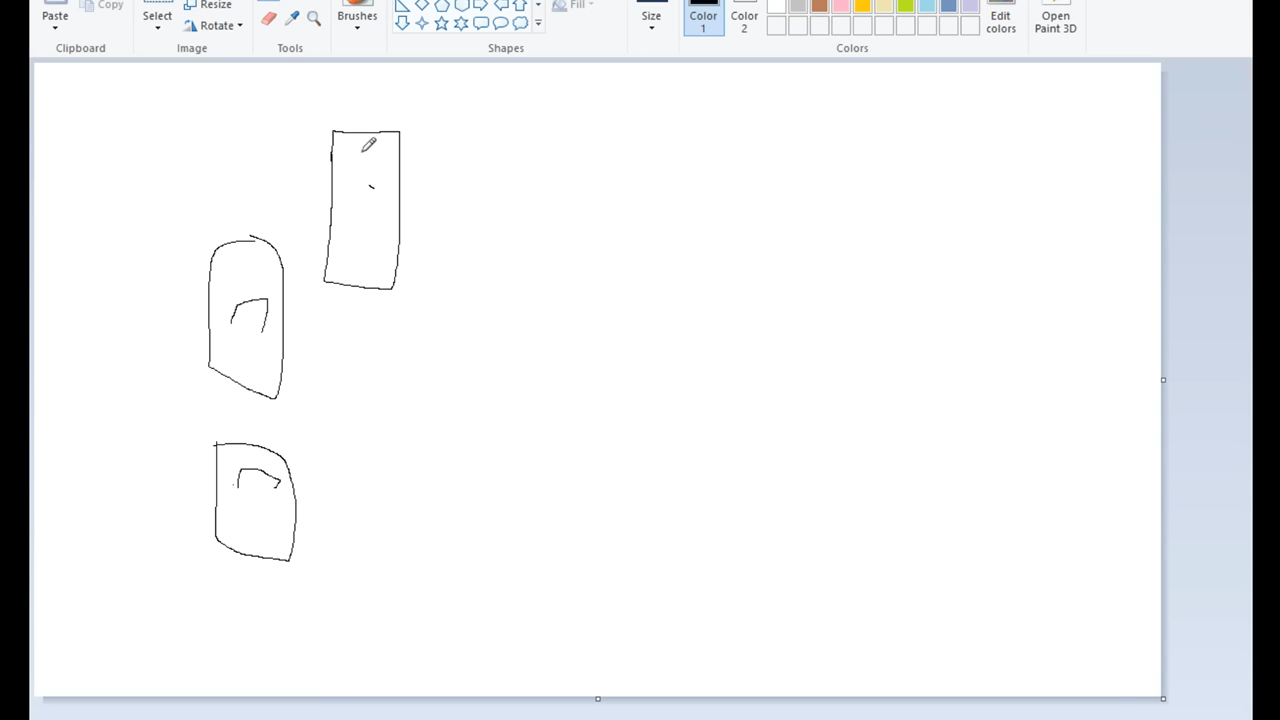 Paste
Copy
Clipboard
Select
Resize
Rotate
Image
Tools
Brushes
Shapes
Fill
Size
Color 1
Color 2
Colors
Edit colors
Open Paint 3D